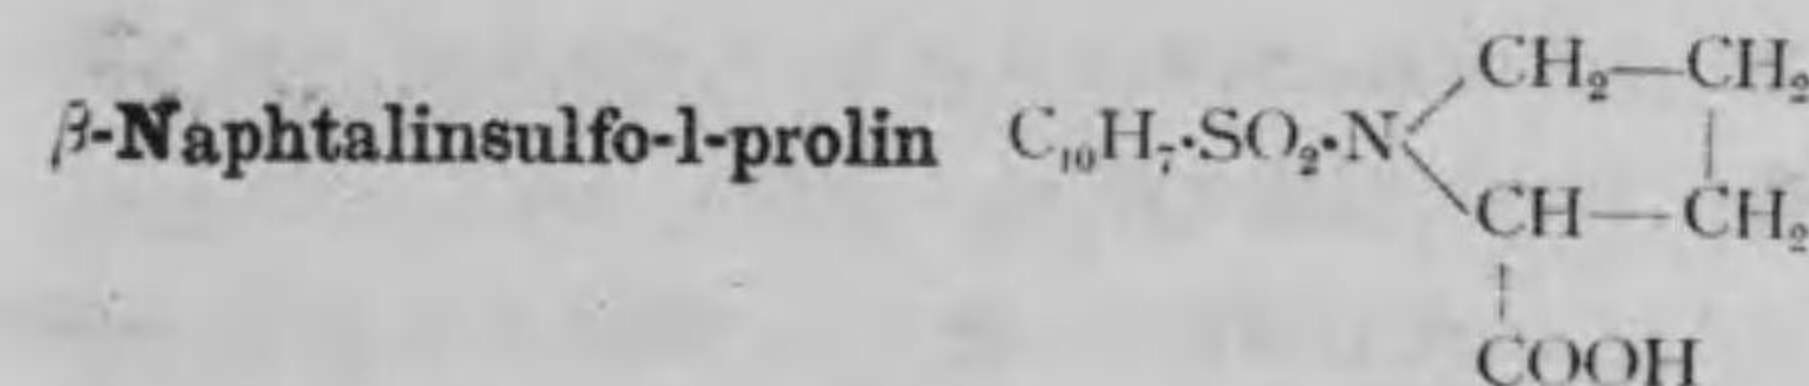 CH₂—CH₂
β-Naphtalinsulfo-l-prolin C₁₀H₇·SO₂·N
CH—CH₂
COOH